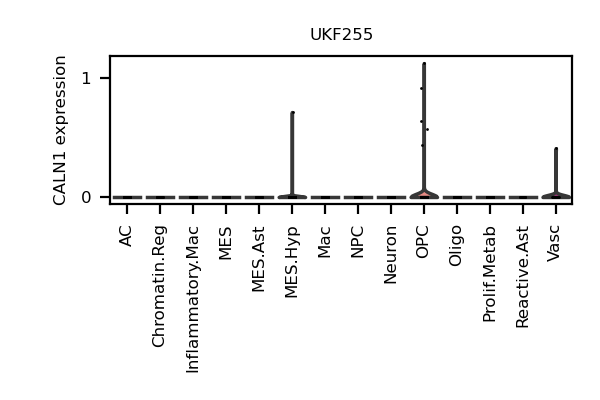 UKF255
CALN1 expression
1
0
AC
Chromatin.Reg
Inflammatory.Mac
MES
MES.Ast
MES.Hyp
Mac
NPC
Neuron
OPC
Oligo
Prolif.Metab
Reactive.Ast
Vasc